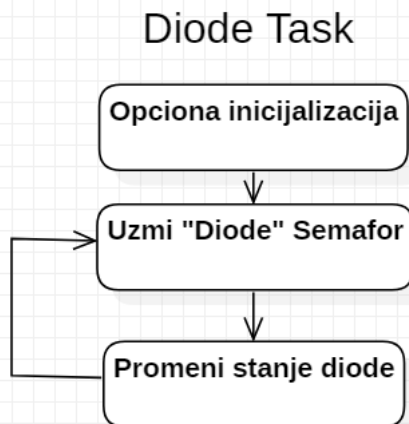 Diode Task
Opciona inicijalizacija
Uzmi "Diode" Semafor
Promeni stanje diode